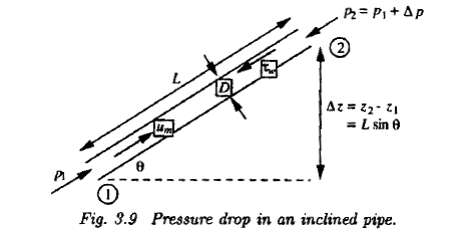 p₂ = p₁ + Δp
②
L
τw
D
Δz = z₂ - z₁
= L sin θ
um
p₁
θ
①
Fig. 3.9 Pressure drop in an inclined pipe.